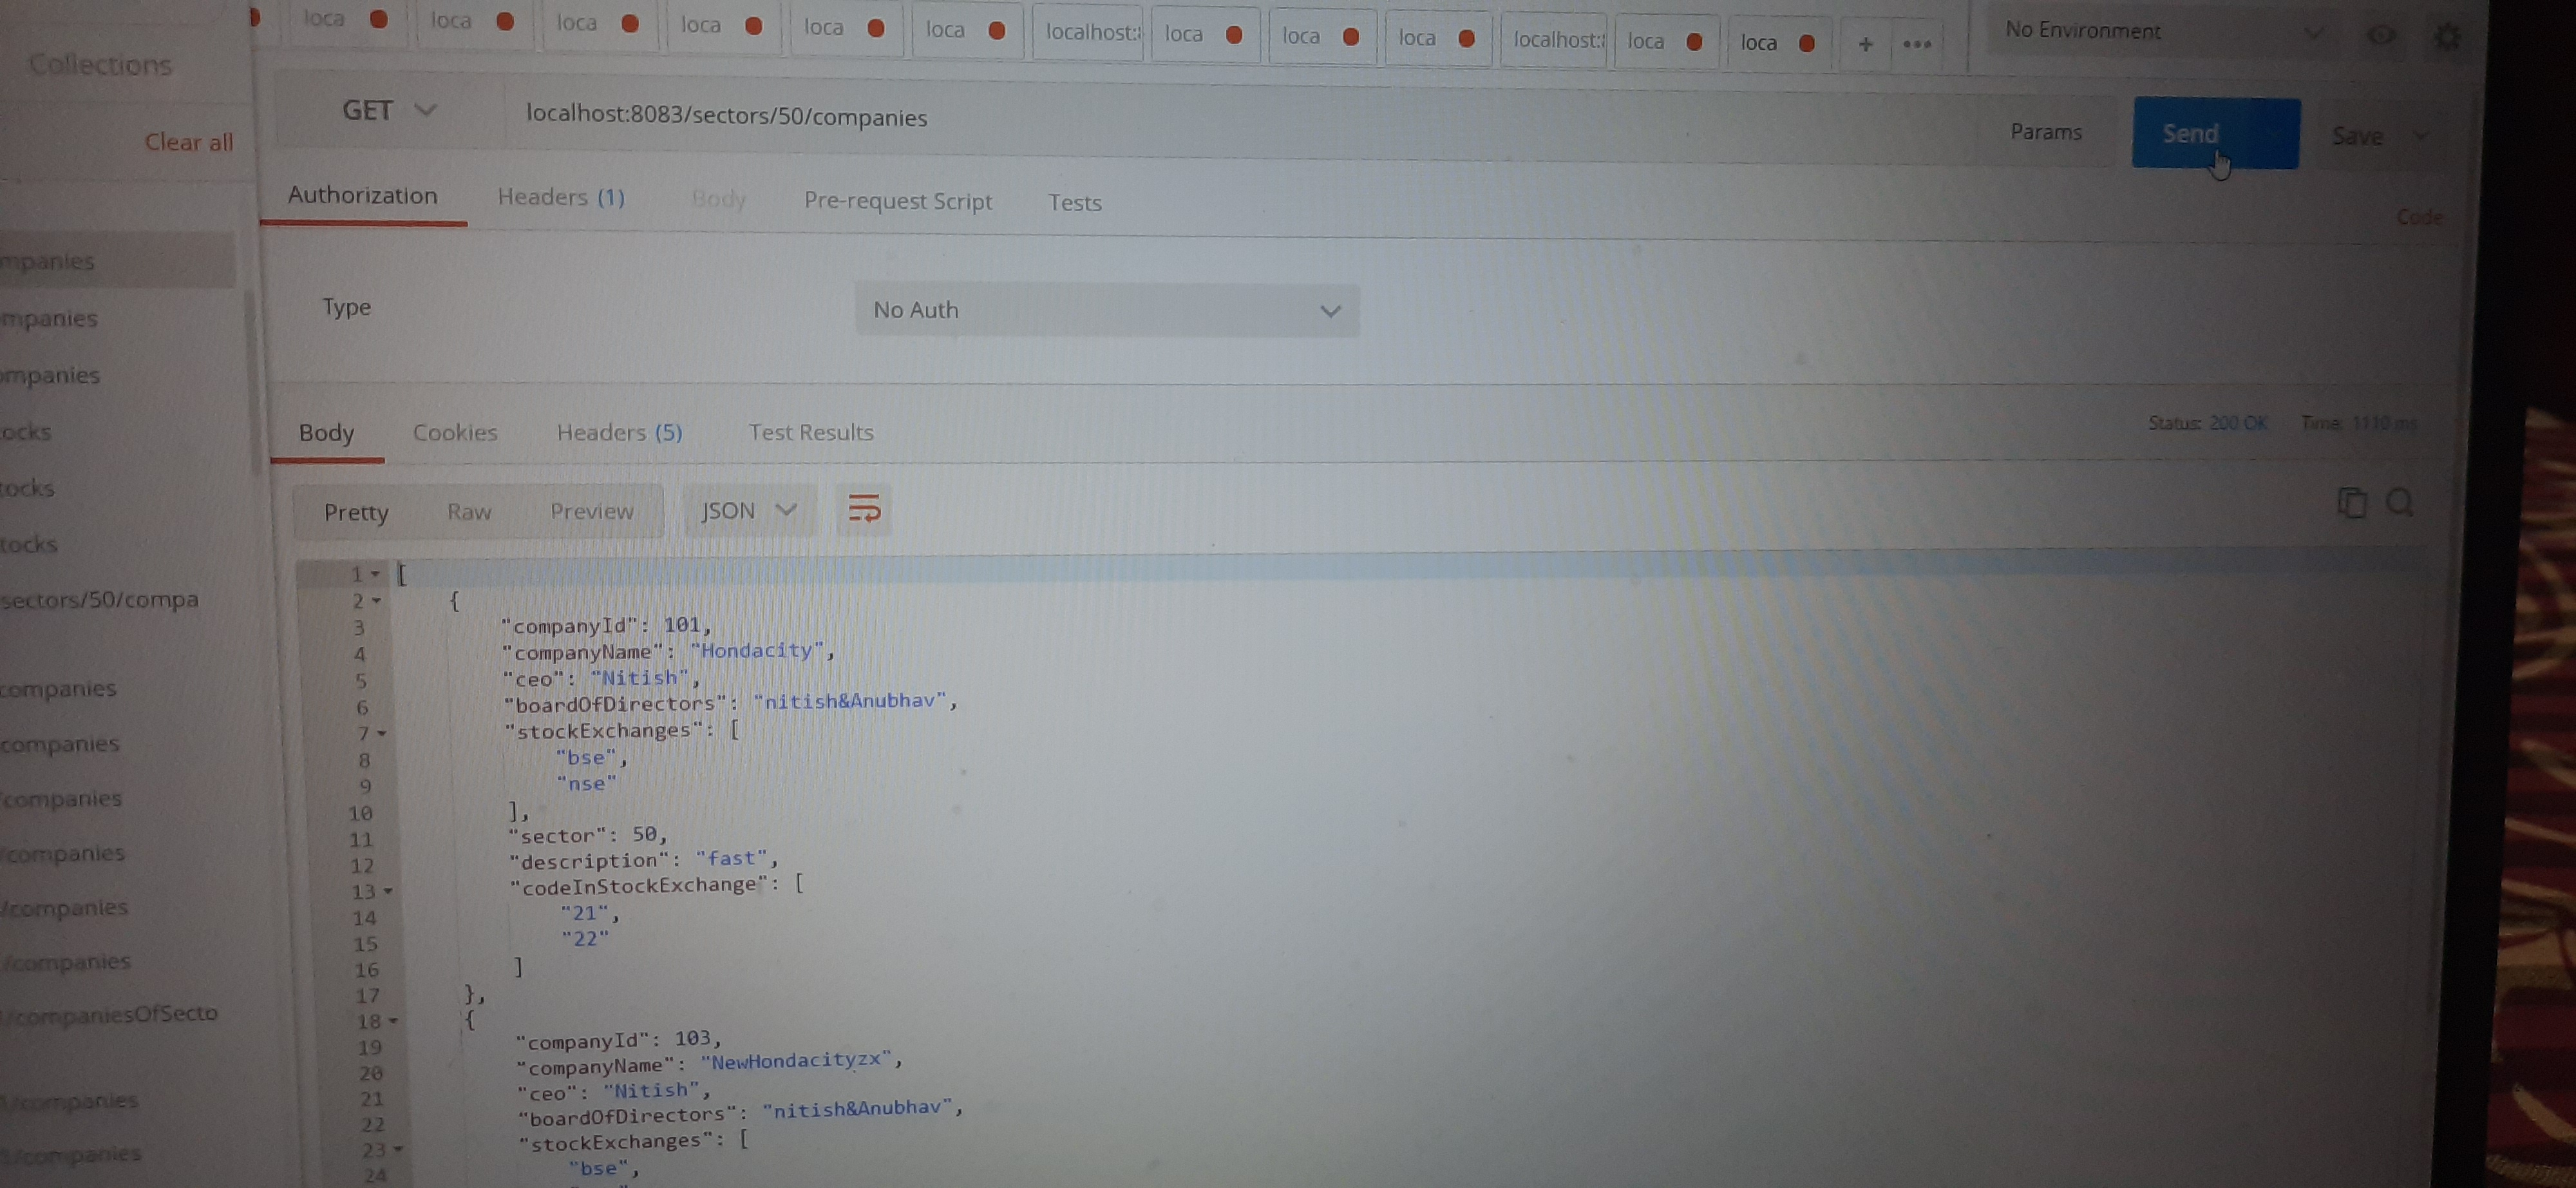 loca loca loca loca loca loca localhost: loca loca loca localhost: loca loca + ••• No Environment
Collections
GET localhost:8083/sectors/50/companies Params Send Save
Clear all
Authorization Headers (1) Body Pre-request Script Tests Code
mpanies
Type No Auth
mpanies
ompanies
Body Cookies Headers (5) Test Results Status: 200 OK Time: 1110 ms
ocks
tocks
Pretty Raw Preview JSON
tocks
sectors/50/compa
companies
companies
/companies
/companies
/companies
/companies
/companiesOfSecto
/companies
/companies
1 [
2 {
3 "companyId": 101,
4 "companyName": "Hondacity",
5 "ceo": "Nitish",
6 "boardOfDirectors": "nitish&Anubhav",
7 "stockExchanges": [
8 "bse",
9 "nse"
10 ],
11 "sector": 50,
12 "description": "fast",
13 "codeInStockExchange": [
14 "21",
15 "22"
16 ]
17 },
18 {
19 "companyId": 103,
20 "companyName": "NewHondacityzx",
21 "ceo": "Nitish",
22 "boardOfDirectors": "nitish&Anubhav",
23 "stockExchanges": [
24 "bse",